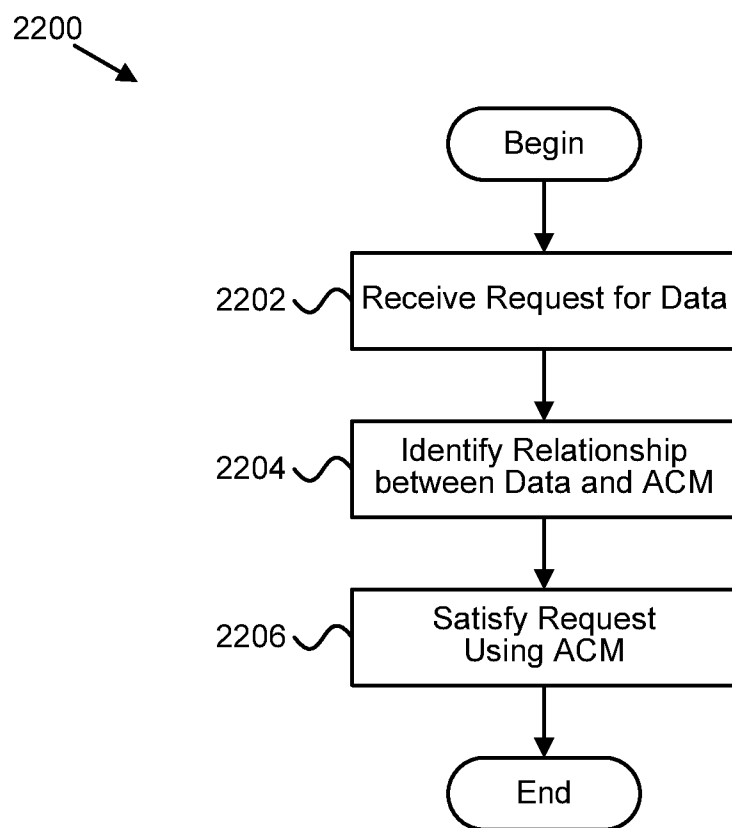 2200
Begin
2202
Receive Request for Data
2204
Identify Relationship
between Data and ACM
2206
Satisfy Request
Using ACM
End